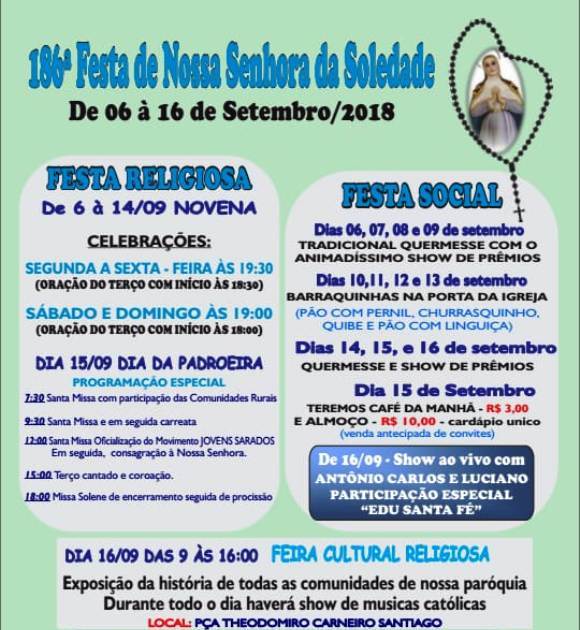 186ª Festa de Nossa Senhora da Soledade
De 06 à 16 de Setembro/2018
FESTA RELIGIOSA
De 6 à 14/09 NOVENA
CELEBRAÇÕES:
SEGUNDA A SEXTA - FEIRA ÀS 19:30
(ORAÇÃO DO TERÇO COM INÍCIO ÀS 18:30)
SÁBADO E DOMINGO ÀS 19:00
(ORAÇÃO DO TERÇO COM INÍCIO ÀS 18:00)
DIA 15/09 DIA DA PADROEIRA
PROGRAMAÇÃO ESPECIAL
7:30 Santa Missa com participação das Comunidades Rurais
9:30 Santa Missa e em seguida carreata
12:00 Santa Missa Oficialização do Movimento JOVENS SARADOS
Em seguida, consagração à Nossa Senhora.
15:00 Terço cantado e coroação.
18:00 Missa Solene de encerramento seguida de procissão
FESTA SOCIAL
Dias 06, 07, 08 e 09 de setembro
TRADICIONAL QUERMESSE COM O
ANIMADÍSSIMO SHOW DE PRÊMIOS
Dias 10,11, 12 e 13 de setembro
BARRAQUINHAS NA PORTA DA IGREJA
(PÃO COM PERNIL, CHURRASQUINHO,
QUIBE E PÃO COM LINGUIÇA)
Dias 14, 15, e 16 de setembro
QUERMESSE E SHOW DE PRÊMIOS
Dia 15 de Setembro
TEREMOS CAFÉ DA MANHÃ - R$ 3,00
E ALMOÇO - R$ 10,00 - cardápio unico
(venda antecipada de convites)
De 16/09 - Show ao vivo com
ANTÔNIO CARLOS E LUCIANO
PARTICIPAÇÃO ESPECIAL
"EDU SANTA FÉ"
DIA 16/09 DAS 9 ÀS 16:00 FEIRA CULTURAL RELIGIOSA
Exposição da história de todas as comunidades de nossa paróquia
Durante todo o dia haverá show de musicas católicas
LOCAL: PÇA THEODOMIRO CARNEIRO SANTIAGO